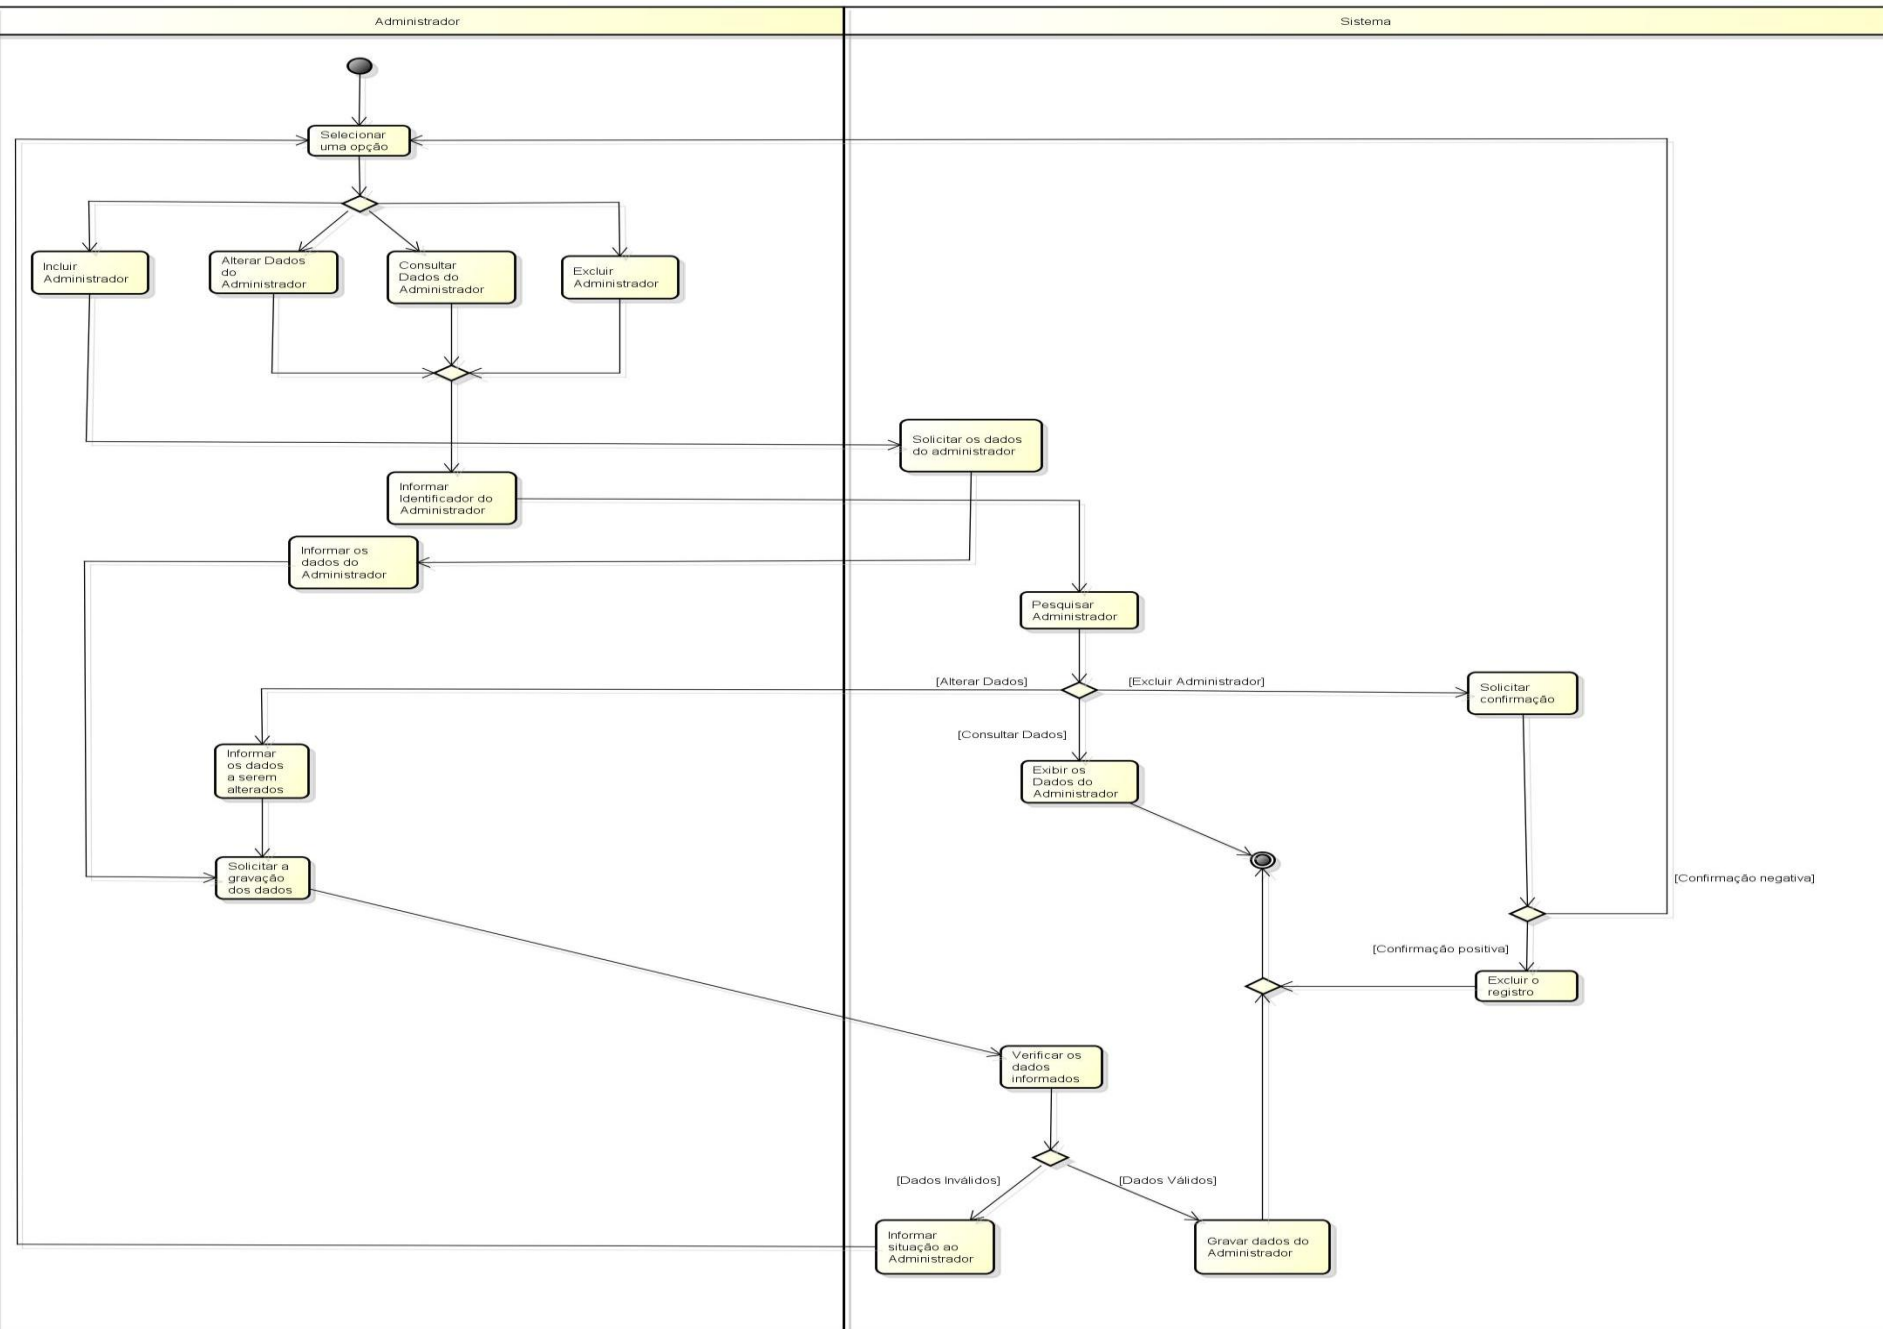 Administrador
Sistema
Selecionar
uma opção
Incluir
Administrador
Alterar Dados
do
Administrador
Consultar
Dados do
Administrador
Excluir
Administrador
Solicitar os dados
do administrador
Informar
Identificador do
Administrador
Informar os
dados do
Administrador
Pesquisar
Administrador
[Alterar Dados]
[Excluir Administrador]
Solicitar
confirmação
[Consultar Dados]
Informar
os dados
a serem
alterados
Exibir os
Dados do
Administrador
Solicitar a
gravação
dos dados
[Confirmação negativa]
[Confirmação positiva]
Excluir o
registro
Verificar os
dados
informados
[Dados Inválidos]
[Dados Válidos]
Informar
situação ao
Administrador
Gravar dados do
Administrador